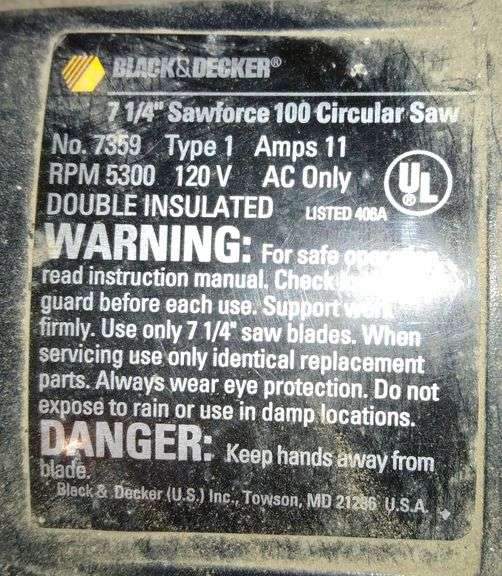 BLACK&DECKER®
7 1/4" Sawforce 100 Circular Saw
No. 7359 Type 1 Amps 11
RPM 5300 120 V AC Only
UL ®
DOUBLE INSULATED LISTED 406A
WARNING: For safe operation
read instruction manual. Check
guard before each use. Support work
firmly. Use only 7 1/4" saw blades. When
servicing use only identical replacement
parts. Always wear eye protection. Do not
expose to rain or use in damp locations.
DANGER: Keep hands away from
blade.
Black & Decker (U.S.) Inc., Towson, MD 21286 U.S.A.